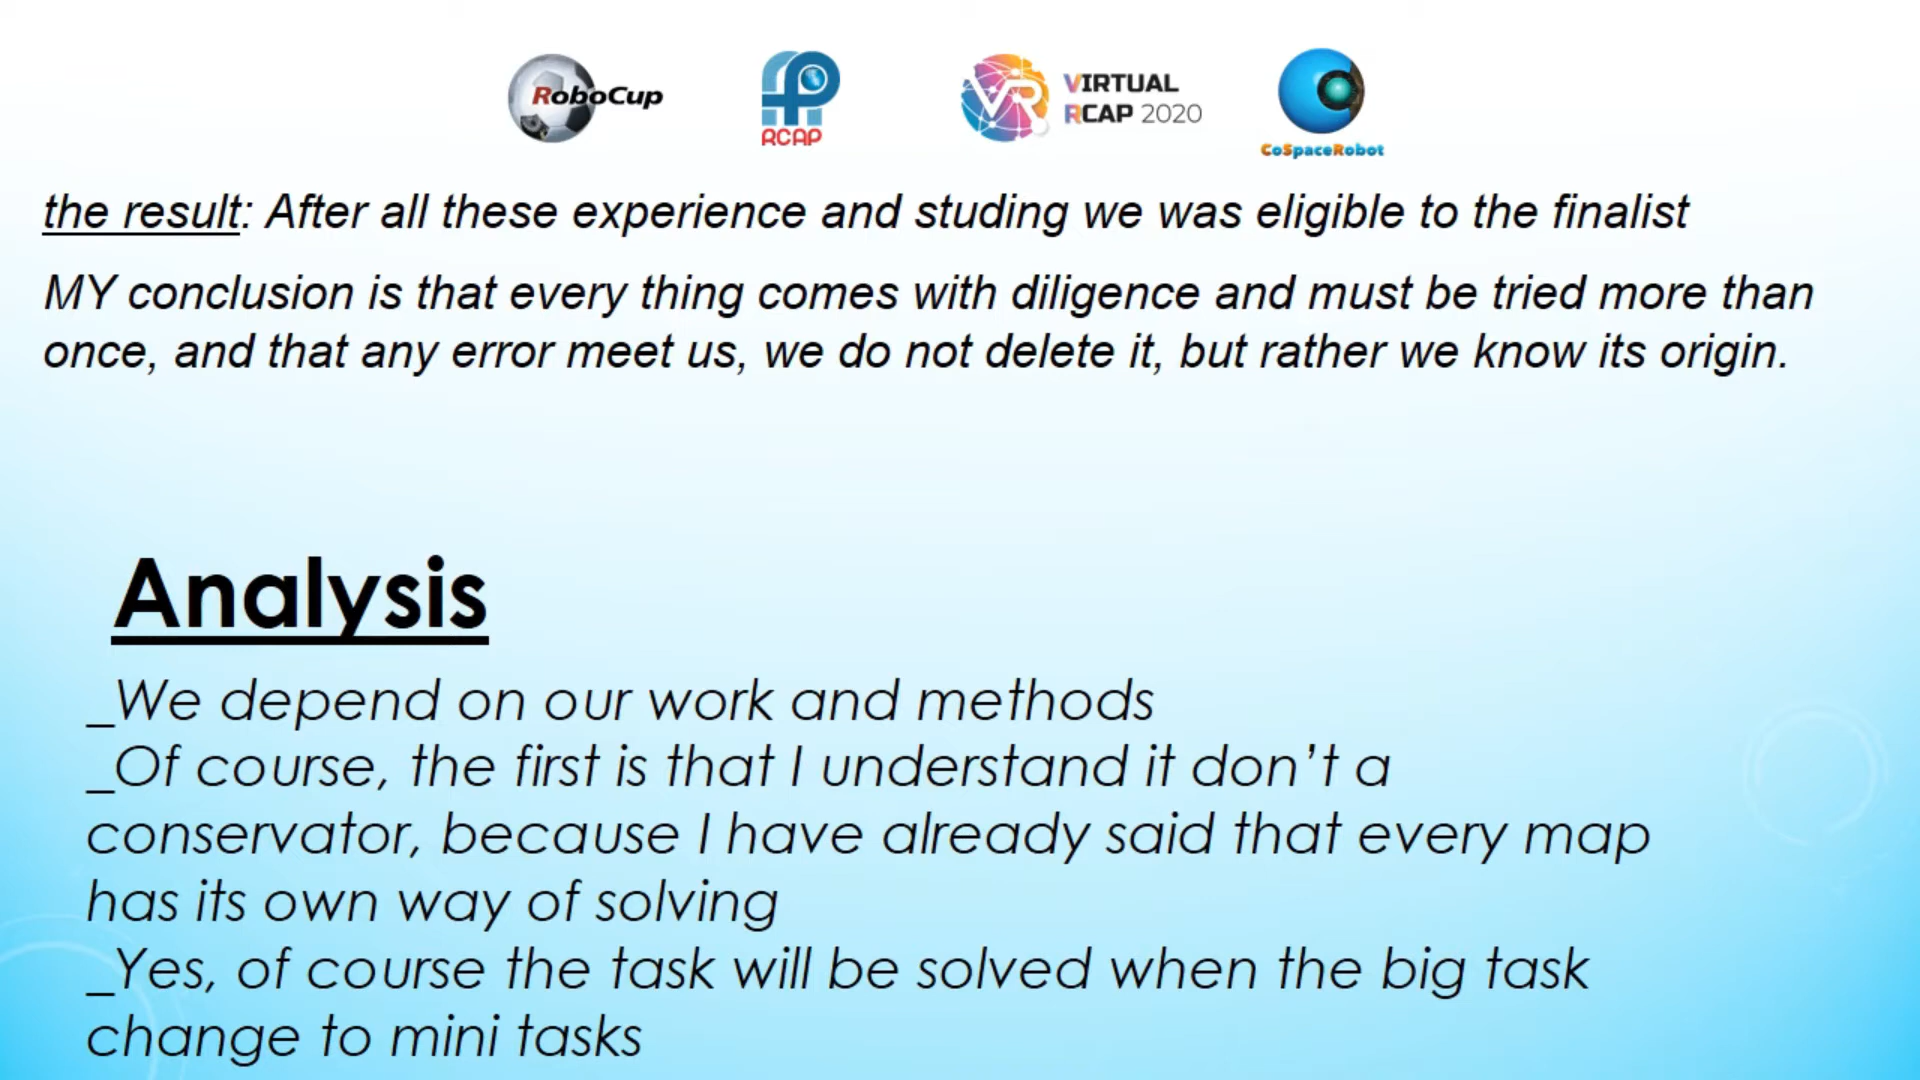 RoboCup
RCAP
VR VIRTUAL
RCAP 2020
CoSpaceRobot
the result: After all these experience and studing we was eligible to the finalist
MY conclusion is that every thing comes with diligence and must be tried more than
once, and that any error meet us, we do not delete it, but rather we know its origin.
Analysis
_We depend on our work and methods
_Of course, the first is that I understand it don’t a
conservator, because I have already said that every map
has its own way of solving
_Yes, of course the task will be solved when the big task
change to mini tasks